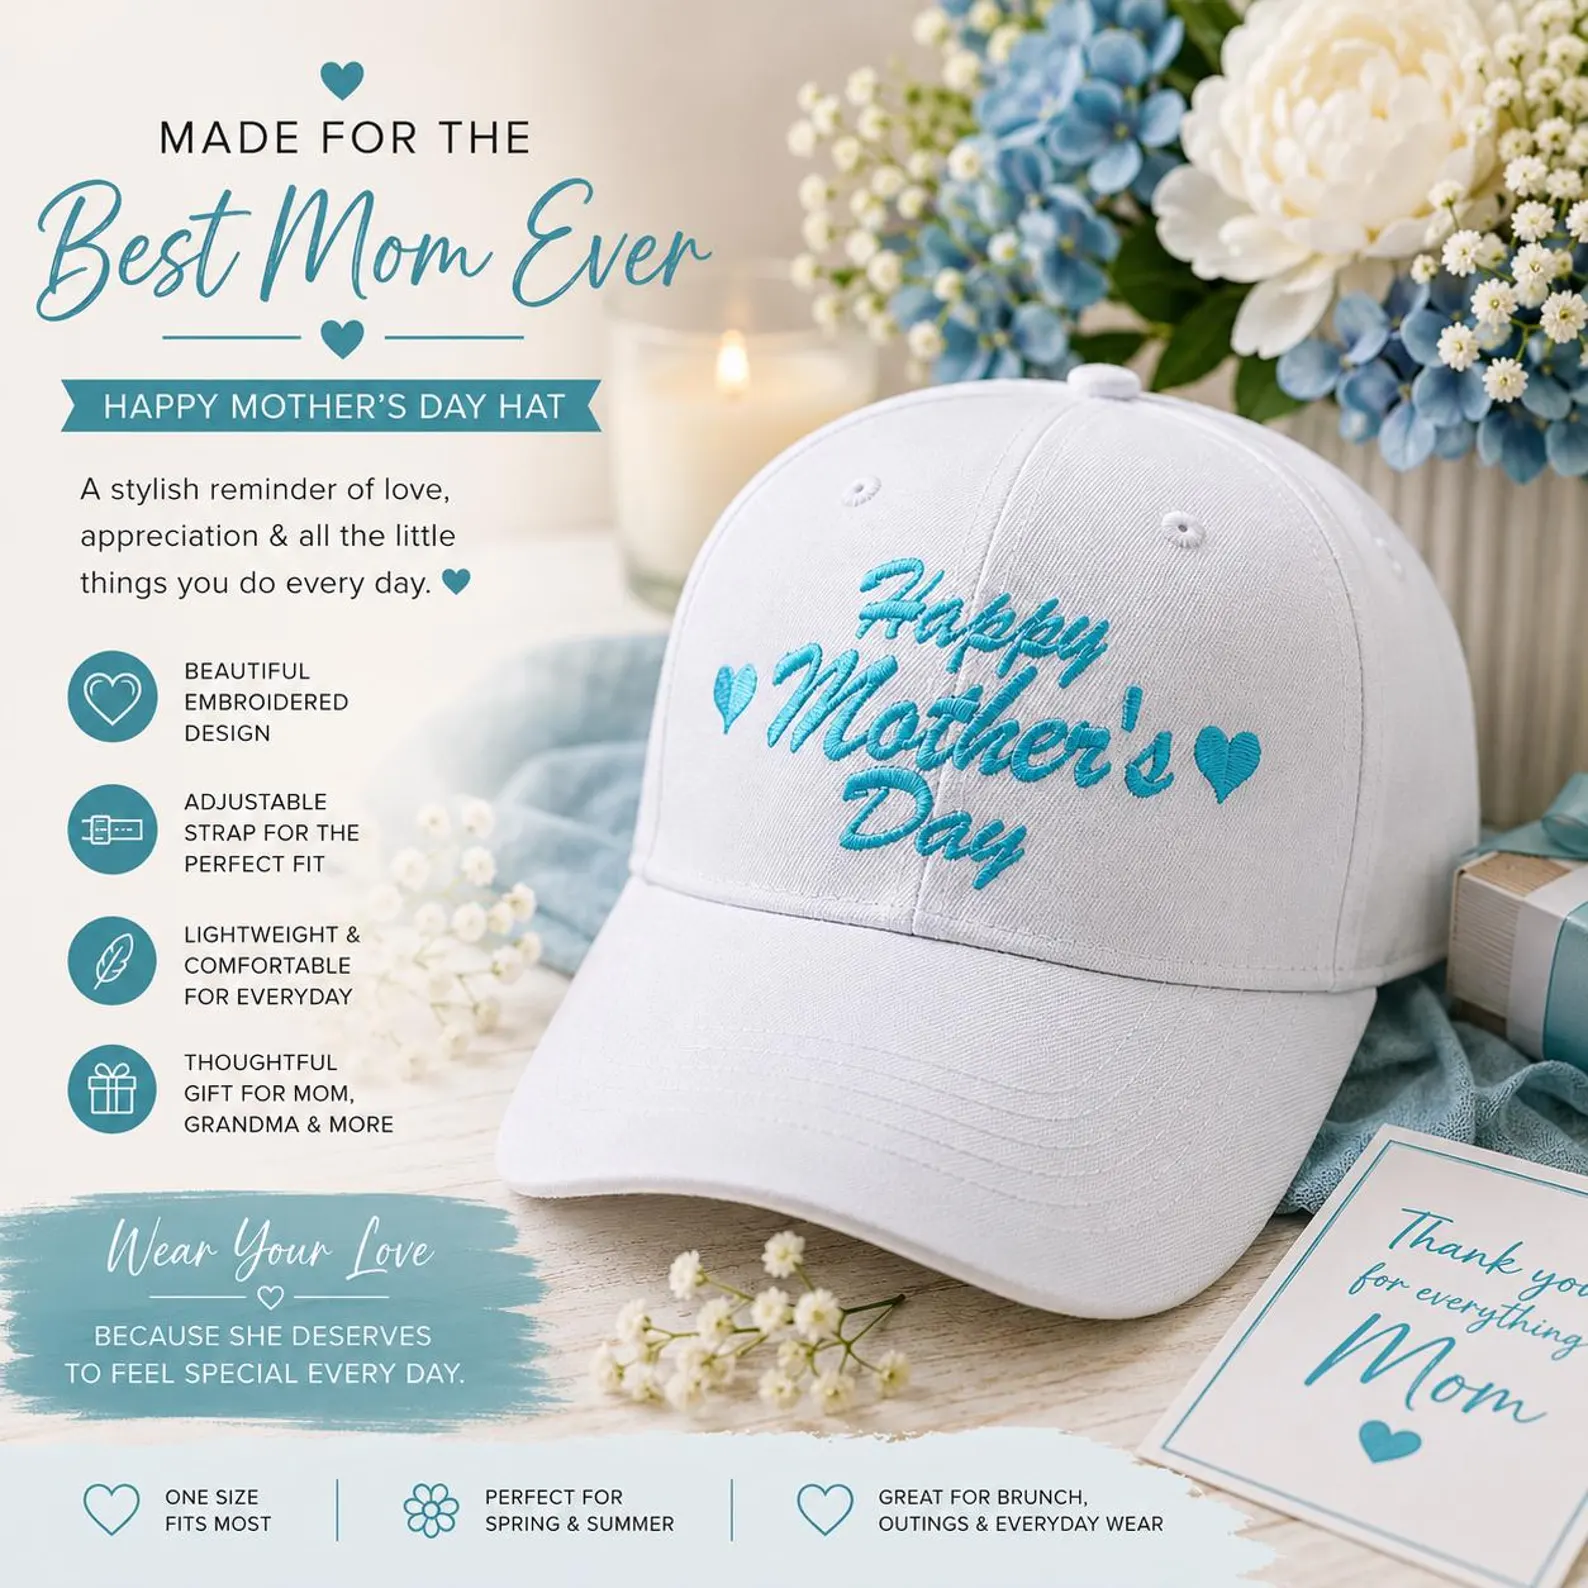 MADE FOR THE
Best Mom Ever
HAPPY MOTHER'S DAY HAT
A stylish reminder of love,
appreciation & all the little
things you do every day.
BEAUTIFUL
EMBROIDERED
DESIGN
ADJUSTABLE
STRAP FOR THE
PERFECT FIT
LIGHTWEIGHT &
COMFORTABLE
FOR EVERYDAY
THOUGHTFUL
GIFT FOR MOM,
GRANDMA & MORE
Wear Your Love
BECAUSE SHE DESERVES
TO FEEL SPECIAL EVERY DAY.
Happy
Mother's
Day
Thank you
for everything
Mom
ONE SIZE
FITS MOST
PERFECT FOR
SPRING & SUMMER
GREAT FOR BRUNCH,
OUTINGS & EVERYDAY WEAR